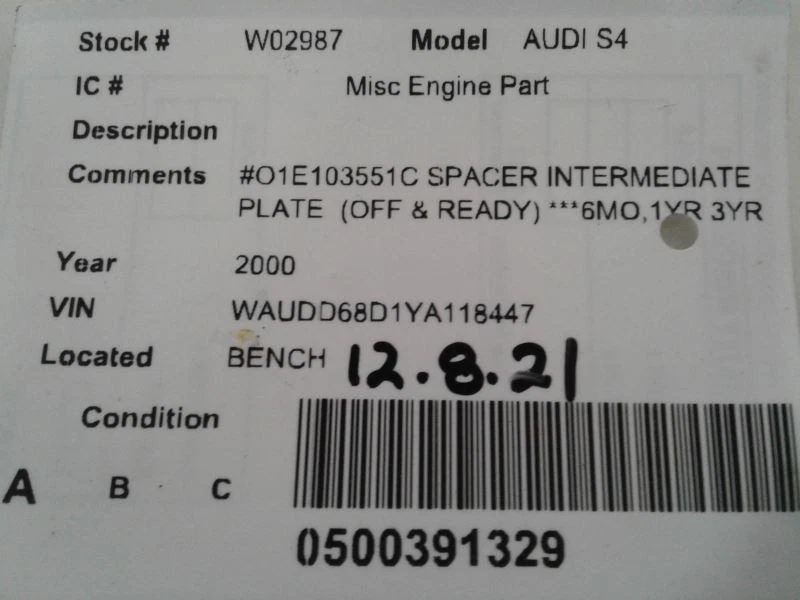 Stock # W02987 Model AUDI S4
IC # Misc Engine Part
Description
Comments #O1E103551C SPACER INTERMEDIATE
PLATE (OFF & READY) ***6MO,1YR 3YR
Year 2000
VIN WAUDD68D1YA118447
Located BENCH 12.8.21
Condition
A B C
0500391329